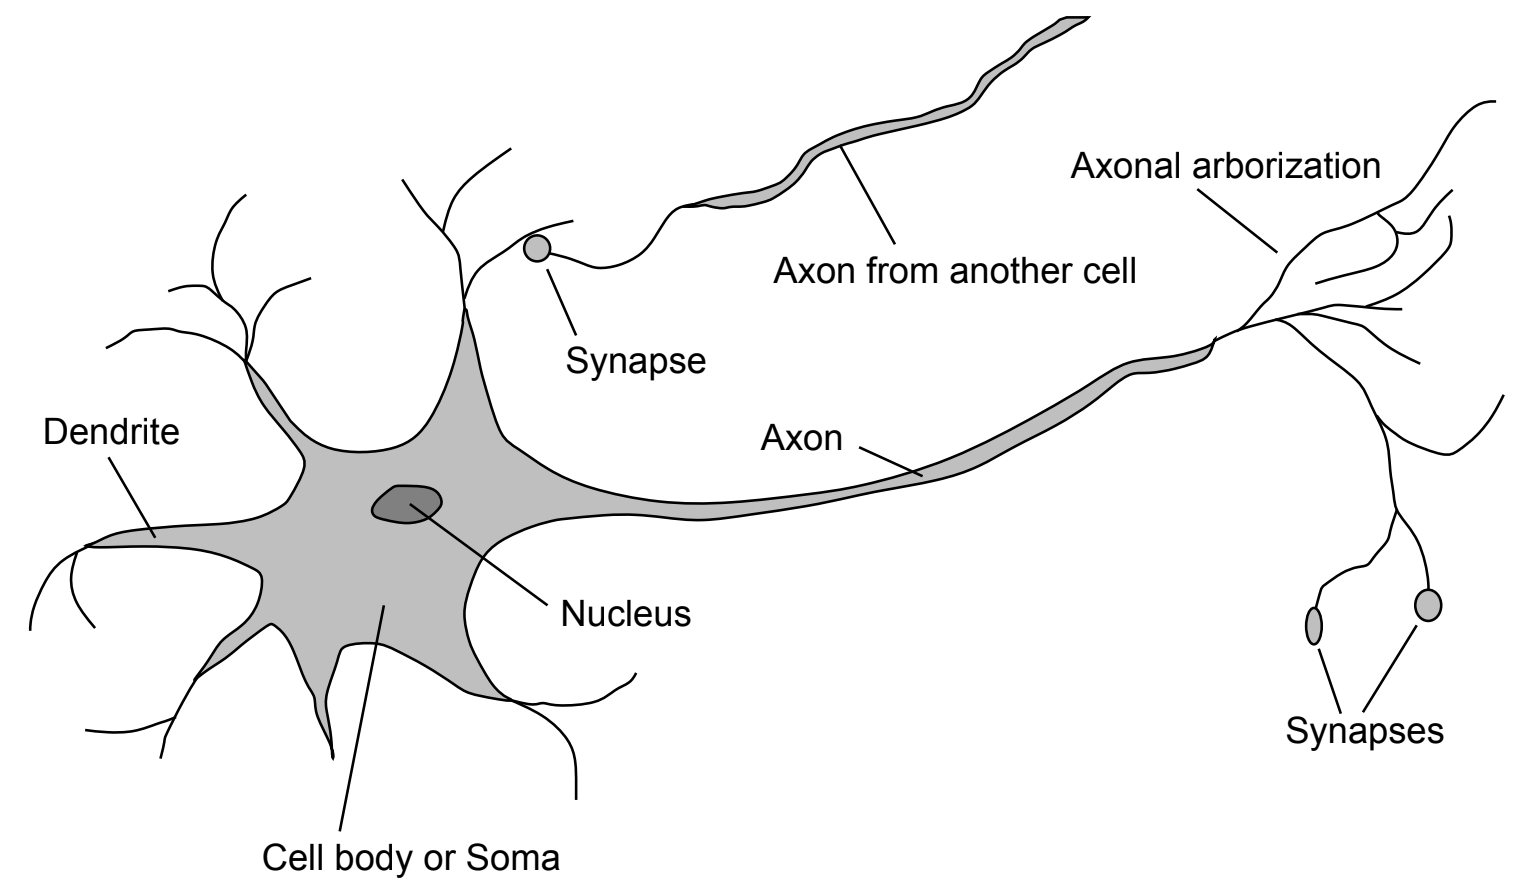 Axonal arborization
Axon from another cell
Synapse
Dendrite
Axon
Nucleus
Synapses
Cell body or Soma